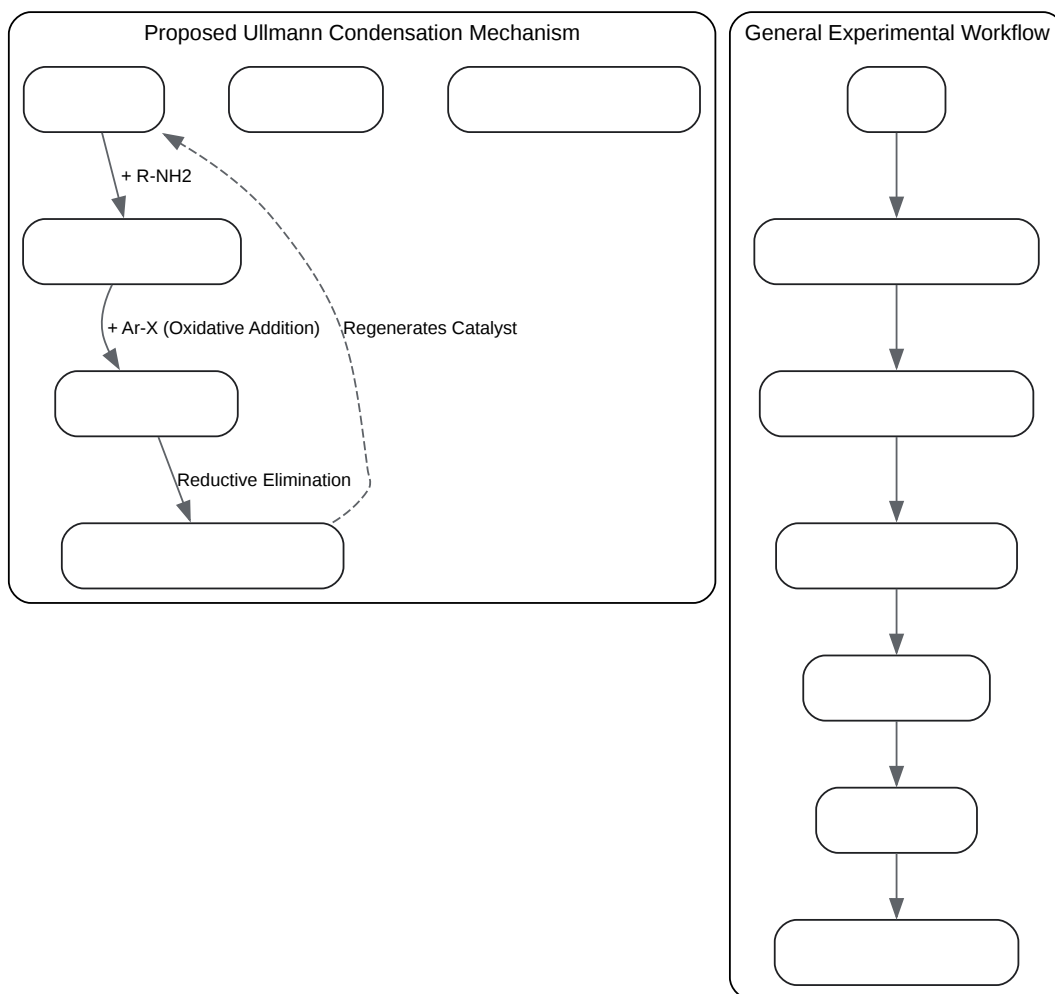 Proposed Ullmann Condensation Mechanism
General Experimental Workflow
+ R-NH2
+ Ar-X (Oxidative Addition)
Regenerates Catalyst
Reductive Elimination